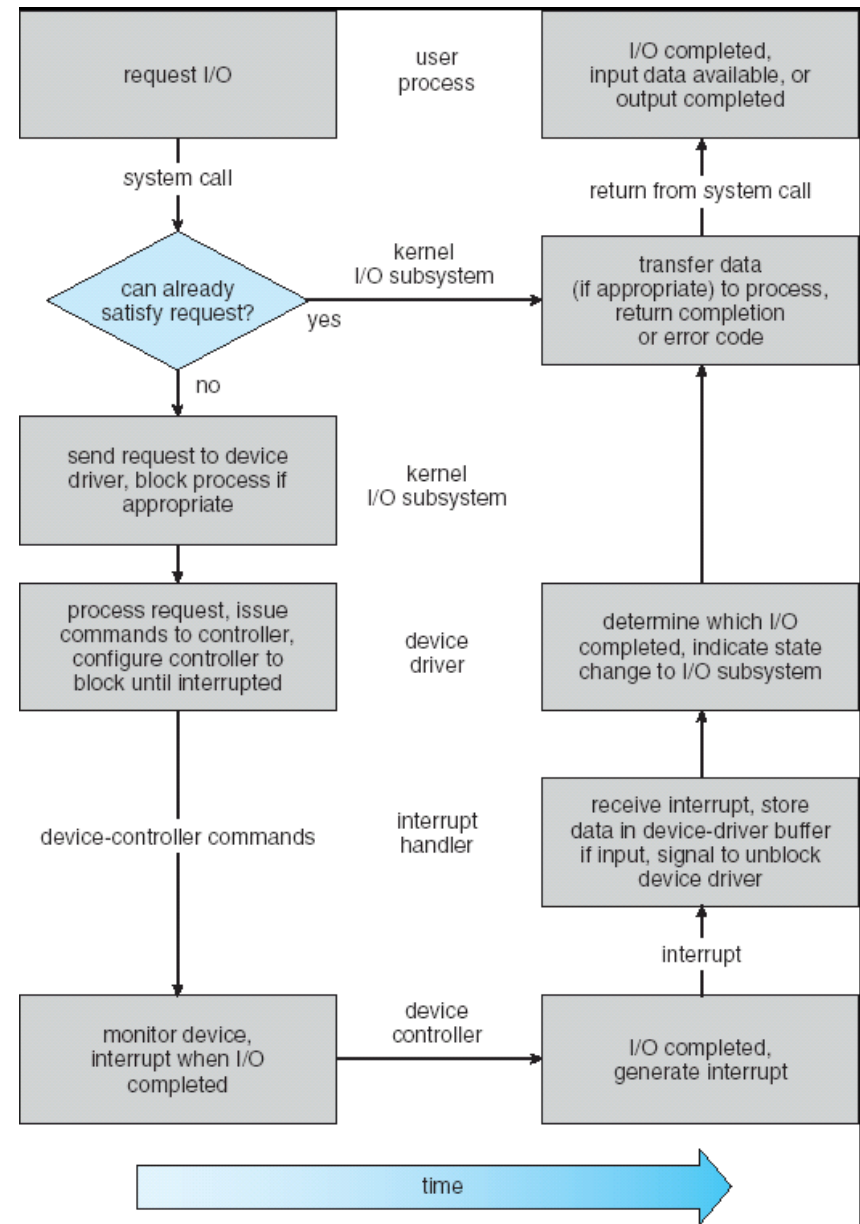 request I/O
user
process
I/O completed,
input data available, or
output completed
system call
return from system call
can already
satisfy request?
kernel
I/O subsystem
yes
transfer data
(if appropriate) to process,
return completion
or error code
no
send request to device
driver, block process if
appropriate
kernel
I/O subsystem
process request, issue
commands to controller,
configure controller to
block until interrupted
device
driver
determine which I/O
completed, indicate state
change to I/O subsystem
device-controller commands
interrupt
handler
receive interrupt, store
data in device-driver buffer
if input, signal to unblock
device driver
interrupt
monitor device,
interrupt when I/O
completed
device
controller
I/O completed,
generate interrupt
time